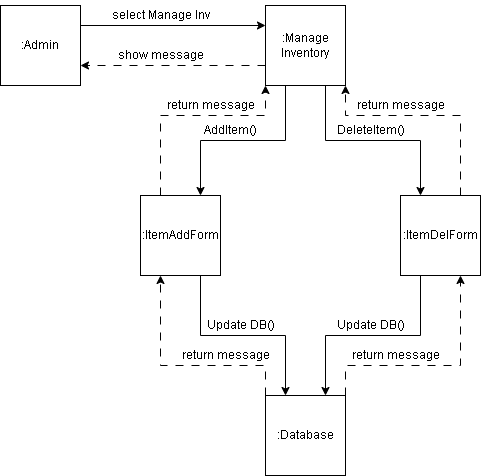 select Manage Inv
:Admin
:Manage
Inventory
show message
return message
return message
AddItem()
DeleteItem()
:ItemAddForm
:ItemDelForm
Update DB()
Update DB()
return message
return message
:Database